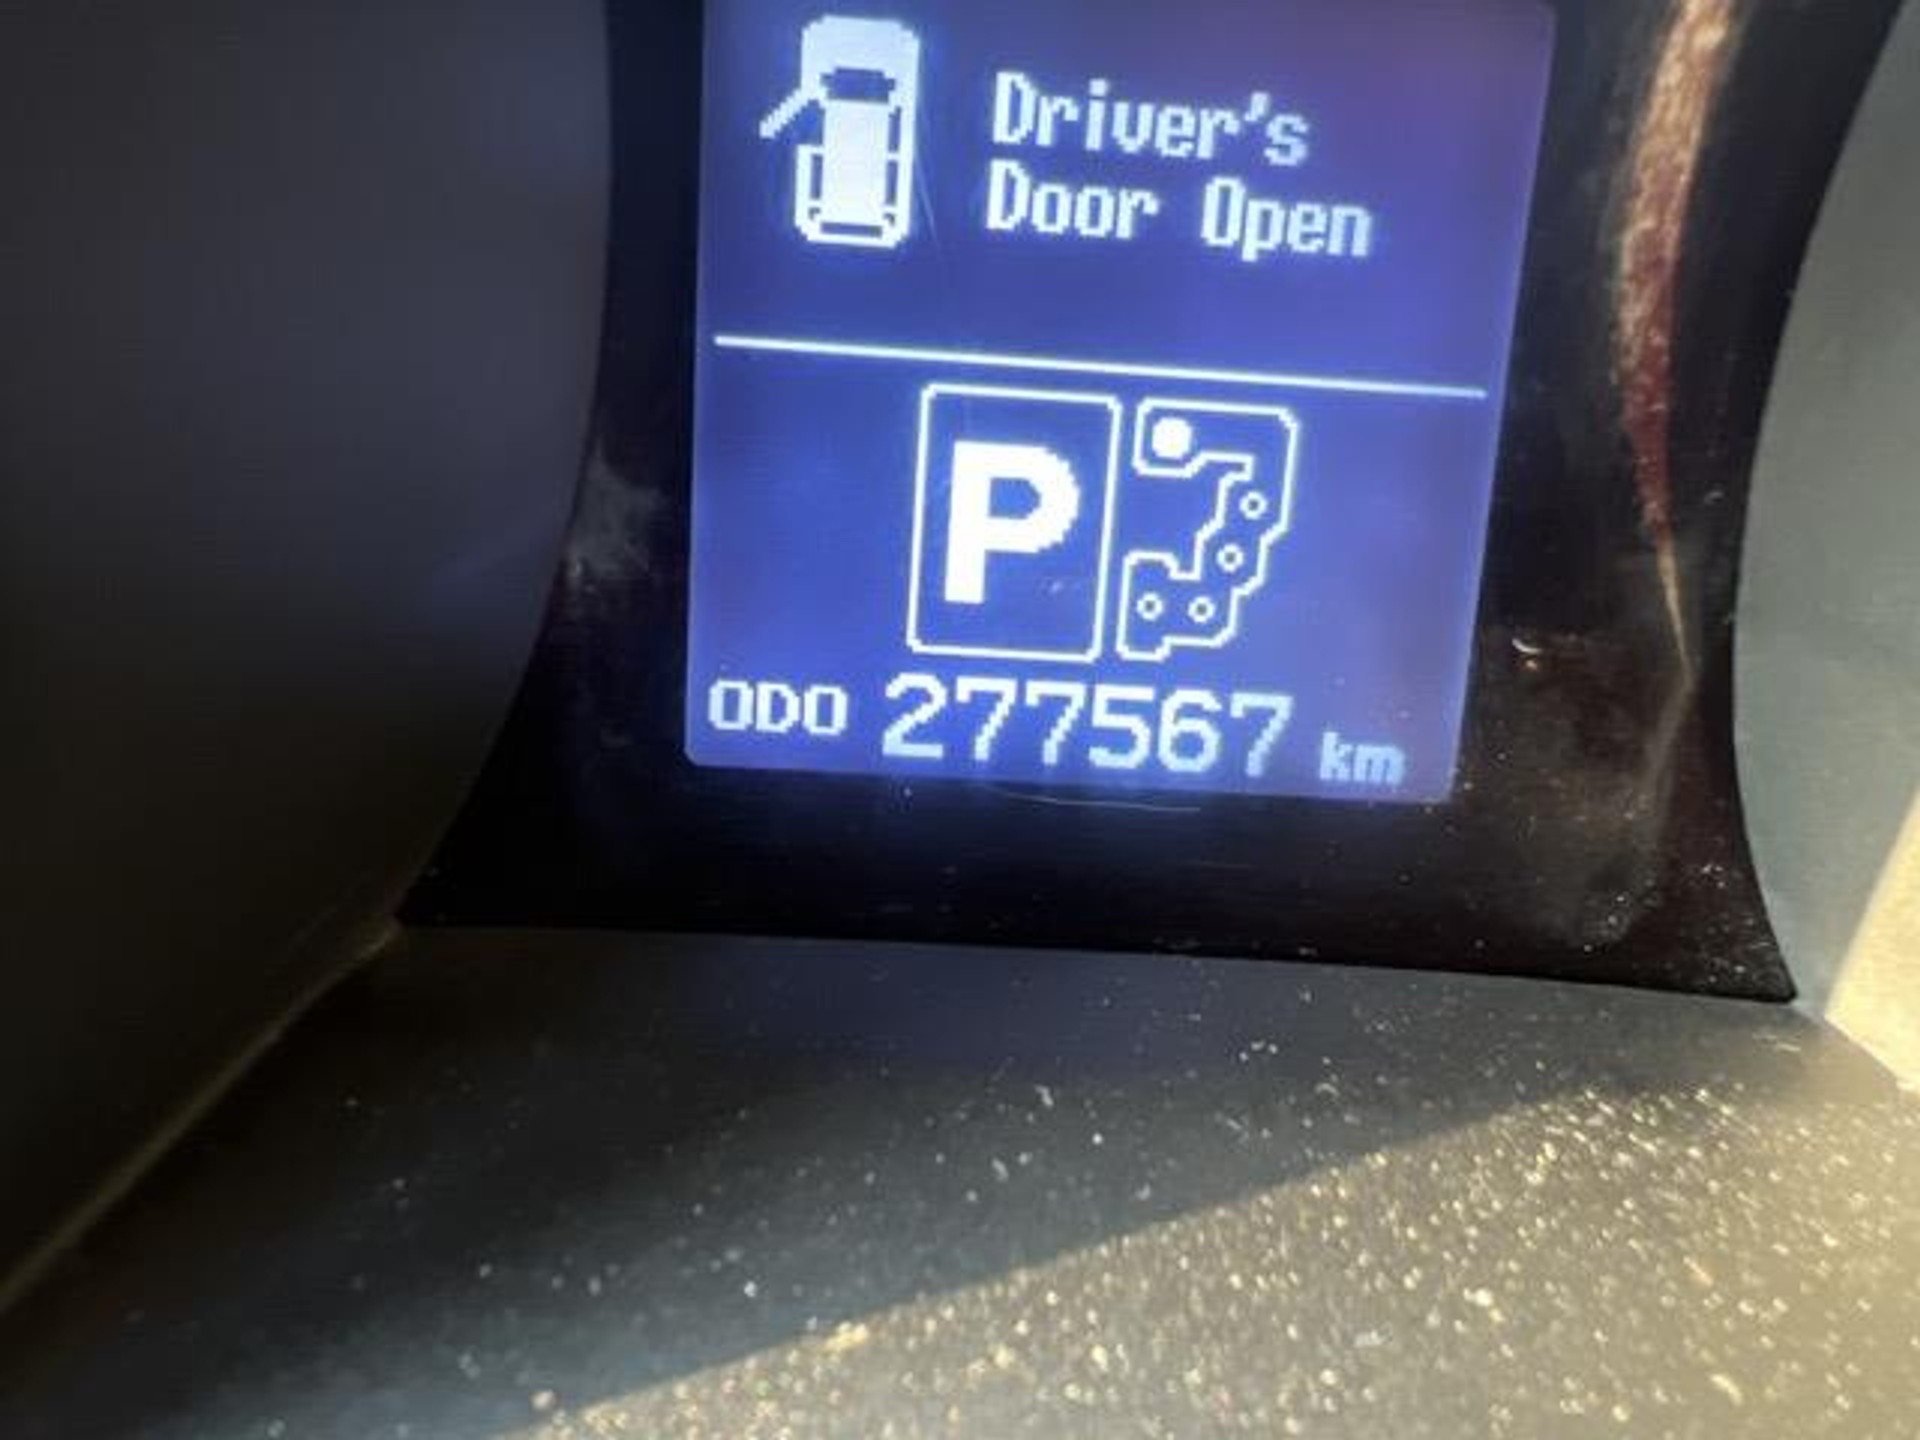 Driver's
Door Open
P
ODO 277567 km